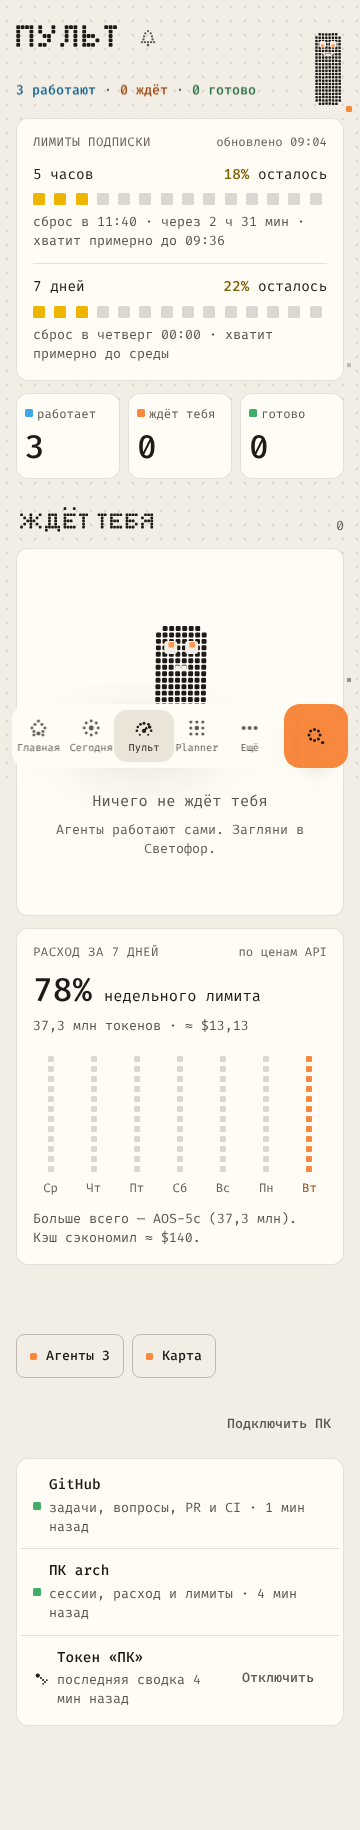 ПУЛЬТ
3 работают · 0 ждёт · 0 готово
ЛИМИТЫ ПОДПИСКИ обновлено 09:04
5 часов 18% осталось
сброс в 11:40 · через 2 ч 31 мин ·
хватит примерно до 09:36
7 дней 22% осталось
сброс в четверг 00:00 · хватит
примерно до среды
работает ждёт тебя готово
3 0 0
ЖДЁТ ТЕБЯ 0
Главная Сегодня Пульт Planner Ещё
Ничего не ждёт тебя
Агенты работают сами. Загляни в
Светофор.
РАСХОД ЗА 7 ДНЕЙ по ценам API
78% недельного лимита
37,3 млн токенов · ≈ $13,13
Ср Чт Пт Сб Вс Пн Вт
Больше всего — AOS-5c (37,3 млн).
Кэш сэкономил ≈ $140.
Агенты 3 Карта
Подключить ПК
GitHub
задачи, вопросы, PR и CI · 1 мин
назад
ПК arch
сессии, расход и лимиты · 4 мин
назад
Токен «ПК»
последняя сводка 4 Отключить
мин назад